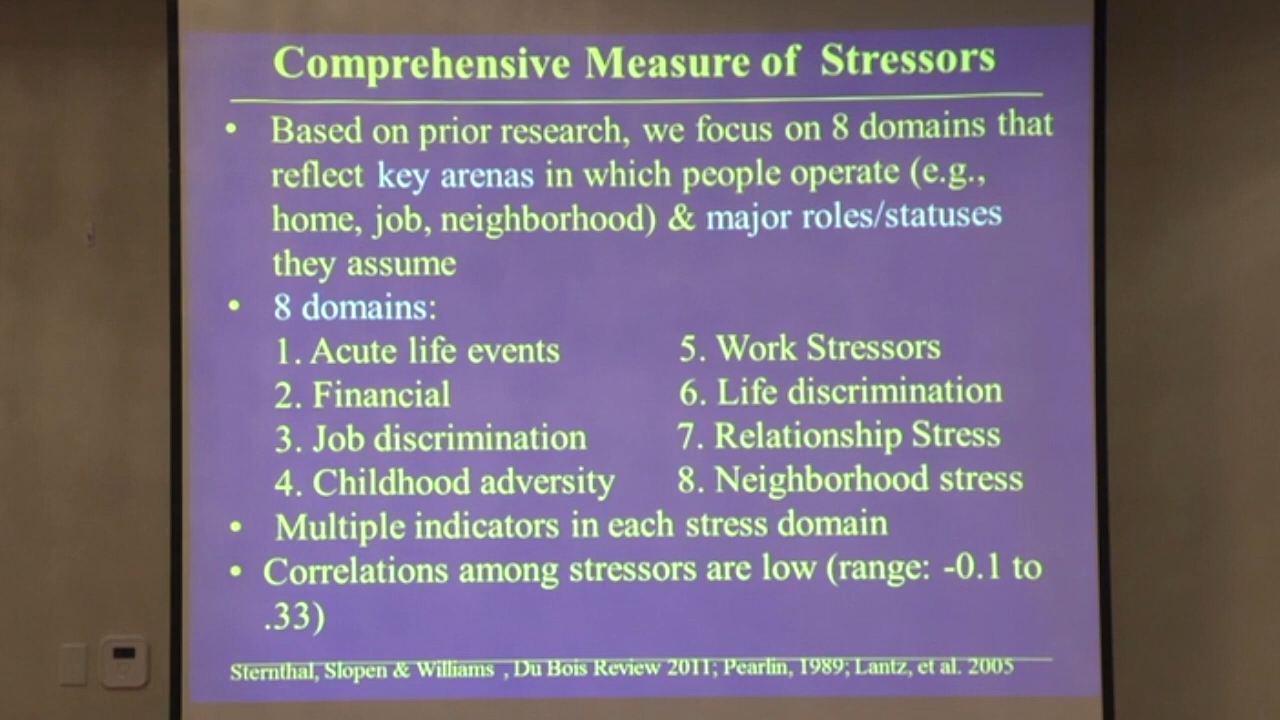 Comprehensive Measure of Stressors
• Based on prior research, we focus on 8 domains that
reflect key arenas in which people operate (e.g.,
home, job, neighborhood) & major roles/statuses
they assume
• 8 domains:
1. Acute life events
2. Financial
3. Job discrimination
4. Childhood adversity
5. Work Stressors
6. Life discrimination
7. Relationship Stress
8. Neighborhood stress
• Multiple indicators in each stress domain
• Correlations among stressors are low (range: -0.1 to
.33)
Sternthal, Slopen & Williams , Du Bois Review 2011; Pearlin, 1989; Lantz, et al. 2005